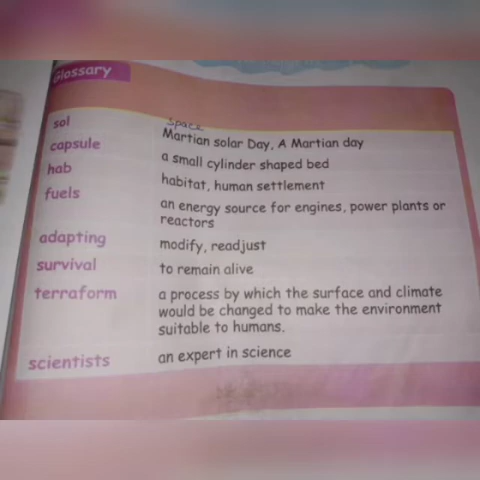 Glossary
space
sol Martian solar Day, A Martian day
capsule a small cylinder shaped bed
hab habitat, human settlement
fuels an energy source for engines, power plants or
reactors
adapting modify, readjust
survival to remain alive
terraform a process by which the surface and climate
would be changed to make the environment
suitable to humans.
scientists an expert in science